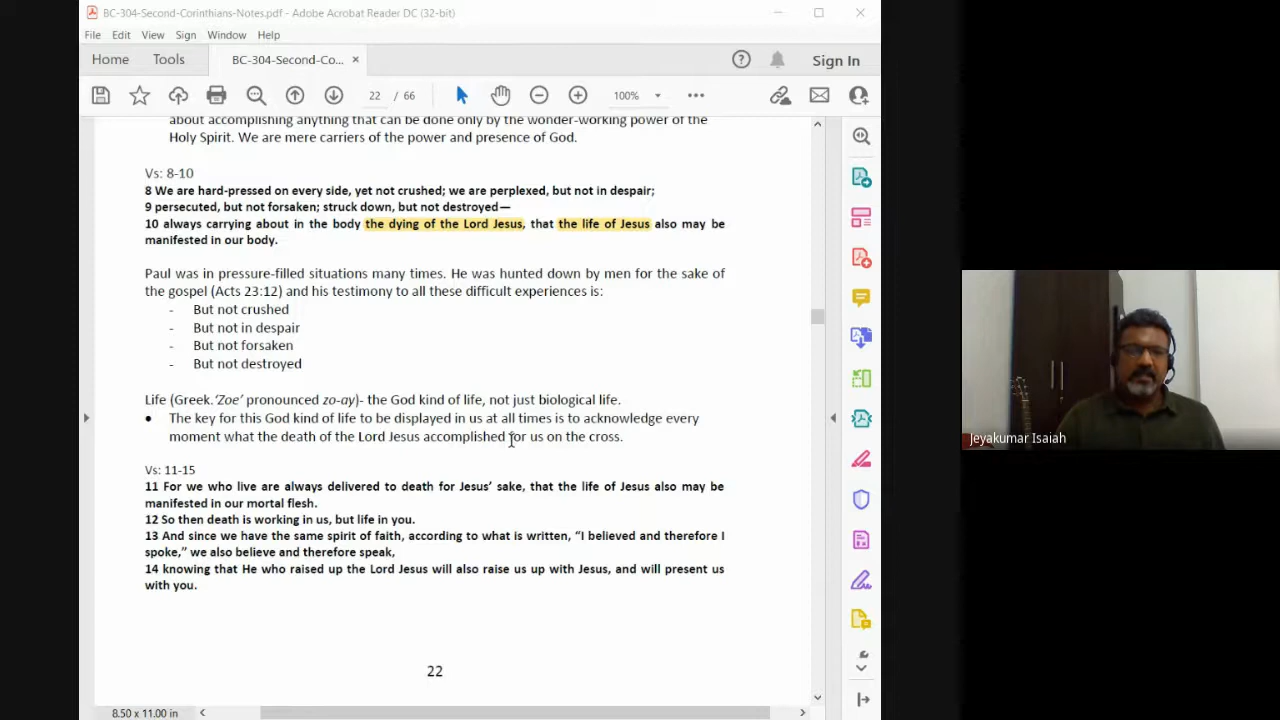 BC-304-Second-Corinthians-Notes.pdf - Adobe Acrobat Reader DC (32-bit)
File Edit View Sign Window Help
Home Tools BC-304-Second-Co... × Sign In
22 / 66 100%
about accomplishing anything that can be done only by the wonder-working power of the
Holy Spirit. We are mere carriers of the power and presence of God.
Vs: 8-10
8 We are hard-pressed on every side, yet not crushed; we are perplexed, but not in despair;
9 persecuted, but not forsaken; struck down, but not destroyed—
10 always carrying about in the body the dying of the Lord Jesus, that the life of Jesus also may be
manifested in our body.
Paul was in pressure-filled situations many times. He was hunted down by men for the sake of
the gospel (Acts 23:12) and his testimony to all these difficult experiences is:
- But not crushed
- But not in despair
- But not forsaken
- But not destroyed
Life (Greek.‘Zoe’ pronounced zo-ay)- the God kind of life, not just biological life.
• The key for this God kind of life to be displayed in us at all times is to acknowledge every
moment what the death of the Lord Jesus accomplished for us on the cross.
Vs: 11-15
11 For we who live are always delivered to death for Jesus’ sake, that the life of Jesus also may be
manifested in our mortal flesh.
12 So then death is working in us, but life in you.
13 And since we have the same spirit of faith, according to what is written, “I believed and therefore I
spoke,” we also believe and therefore speak,
14 knowing that He who raised up the Lord Jesus will also raise us up with Jesus, and will present us
with you.
22
8.50 x 11.00 in
Jeyakumar Isaiah